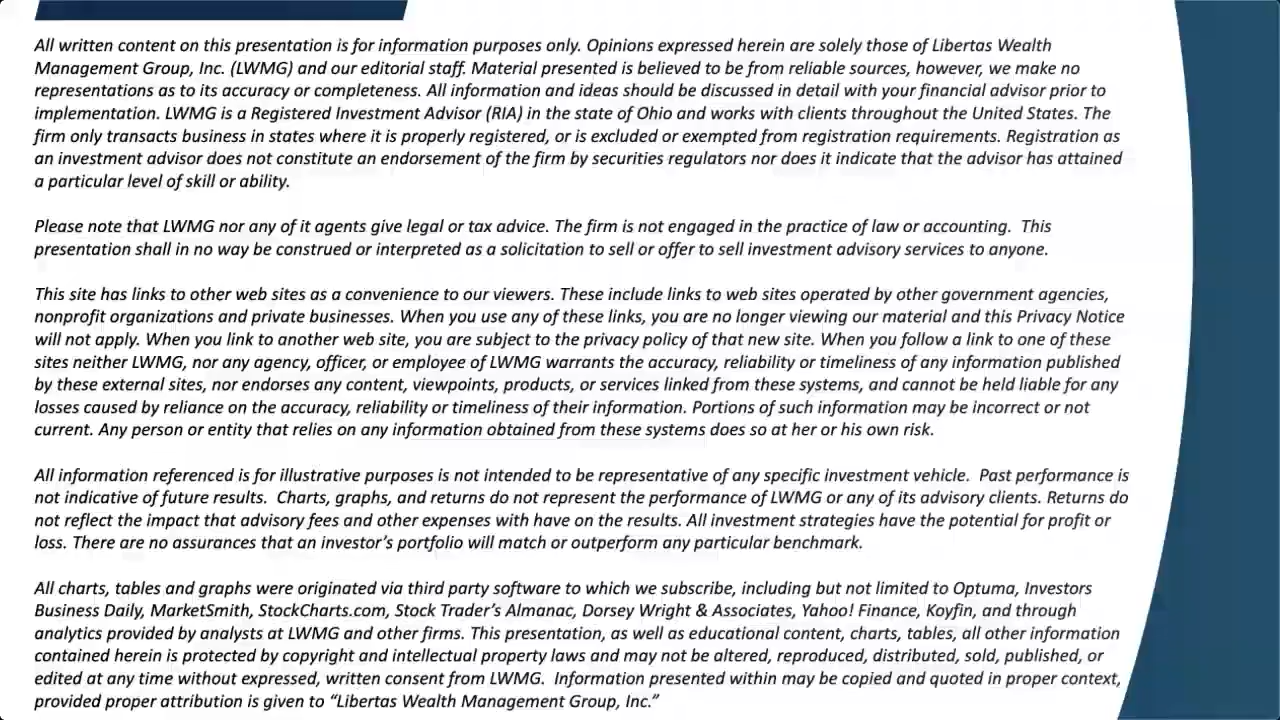 All written content on this presentation is for information purposes only. Opinions expressed herein are solely those of Libertas Wealth
Management Group, Inc. (LWMG) and our editorial staff. Material presented is believed to be from reliable sources, however, we make no
representations as to its accuracy or completeness. All information and ideas should be discussed in detail with your financial advisor prior to
implementation. LWMG is a Registered Investment Advisor (RIA) in the state of Ohio and works with clients throughout the United States. The
firm only transacts business in states where it is properly registered, or is excluded or exempted from registration requirements. Registration as
an investment advisor does not constitute an endorsement of the firm by securities regulators nor does it indicate that the advisor has attained
a particular level of skill or ability.
Please note that LWMG nor any of it agents give legal or tax advice. The firm is not engaged in the practice of law or accounting. This
presentation shall in no way be construed or interpreted as a solicitation to sell or offer to sell investment advisory services to anyone.
This site has links to other web sites as a convenience to our viewers. These include links to web sites operated by other government agencies,
nonprofit organizations and private businesses. When you use any of these links, you are no longer viewing our material and this Privacy Notice
will not apply. When you link to another web site, you are subject to the privacy policy of that new site. When you follow a link to one of these
sites neither LWMG, nor any agency, officer, or employee of LWMG warrants the accuracy, reliability or timeliness of any information published
by these external sites, nor endorses any content, viewpoints, products, or services linked from these systems, and cannot be held liable for any
losses caused by reliance on the accuracy, reliability or timeliness of their information. Portions of such information may be incorrect or not
current. Any person or entity that relies on any information obtained from these systems does so at her or his own risk.
All information referenced is for illustrative purposes is not intended to be representative of any specific investment vehicle. Past performance is
not indicative of future results. Charts, graphs, and returns do not represent the performance of LWMG or any of its advisory clients. Returns do
not reflect the impact that advisory fees and other expenses with have on the results. All investment strategies have the potential for profit or
loss. There are no assurances that an investor's portfolio will match or outperform any particular benchmark.
All charts, tables and graphs were originated via third party software to which we subscribe, including but not limited to Optuma, Investors
Business Daily, MarketSmith, StockCharts.com, Stock Trader's Almanac, Dorsey Wright & Associates, Yahoo! Finance, Koyfin, and through
analytics provided by analysts at LWMG and other firms. This presentation, as well as educational content, charts, tables, all other information
contained herein is protected by copyright and intellectual property laws and may not be altered, reproduced, distributed, sold, published, or
edited at any time without expressed, written consent from LWMG. Information presented within may be copied and quoted in proper context,
provided proper attribution is given to “Libertas Wealth Management Group, Inc.”